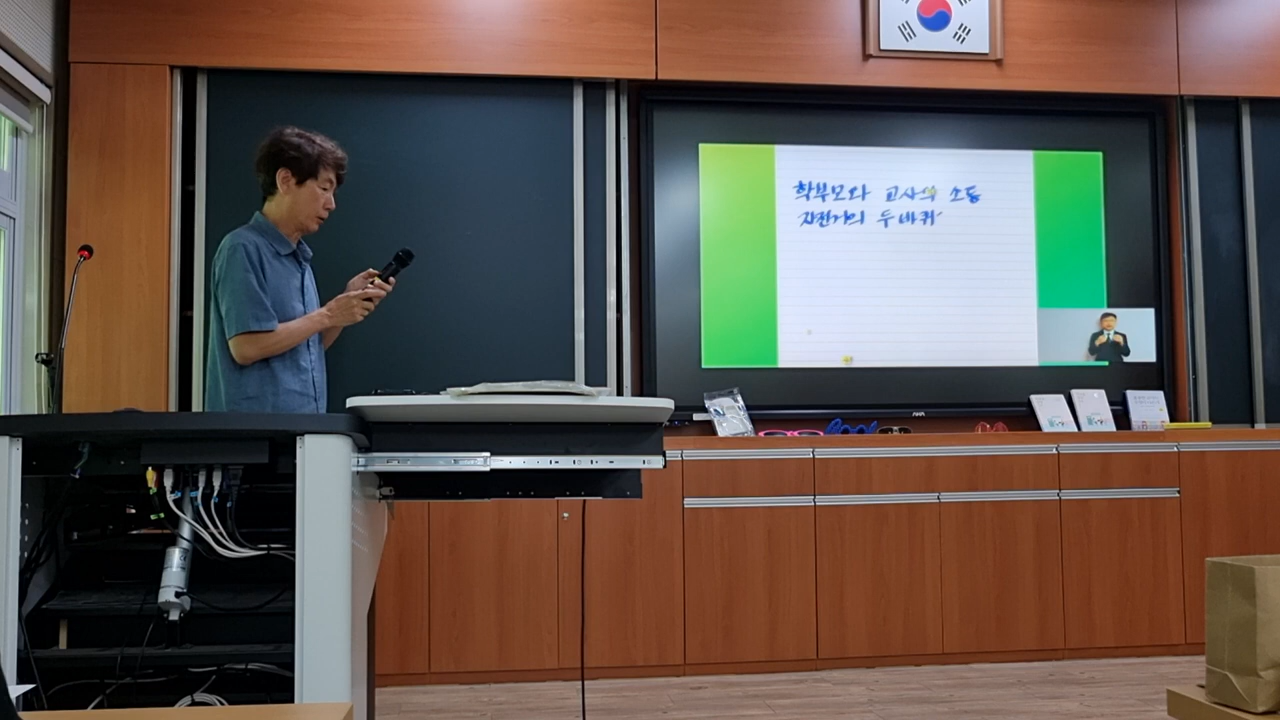 학부모와 교사의 소통
자전거의 두 바퀴